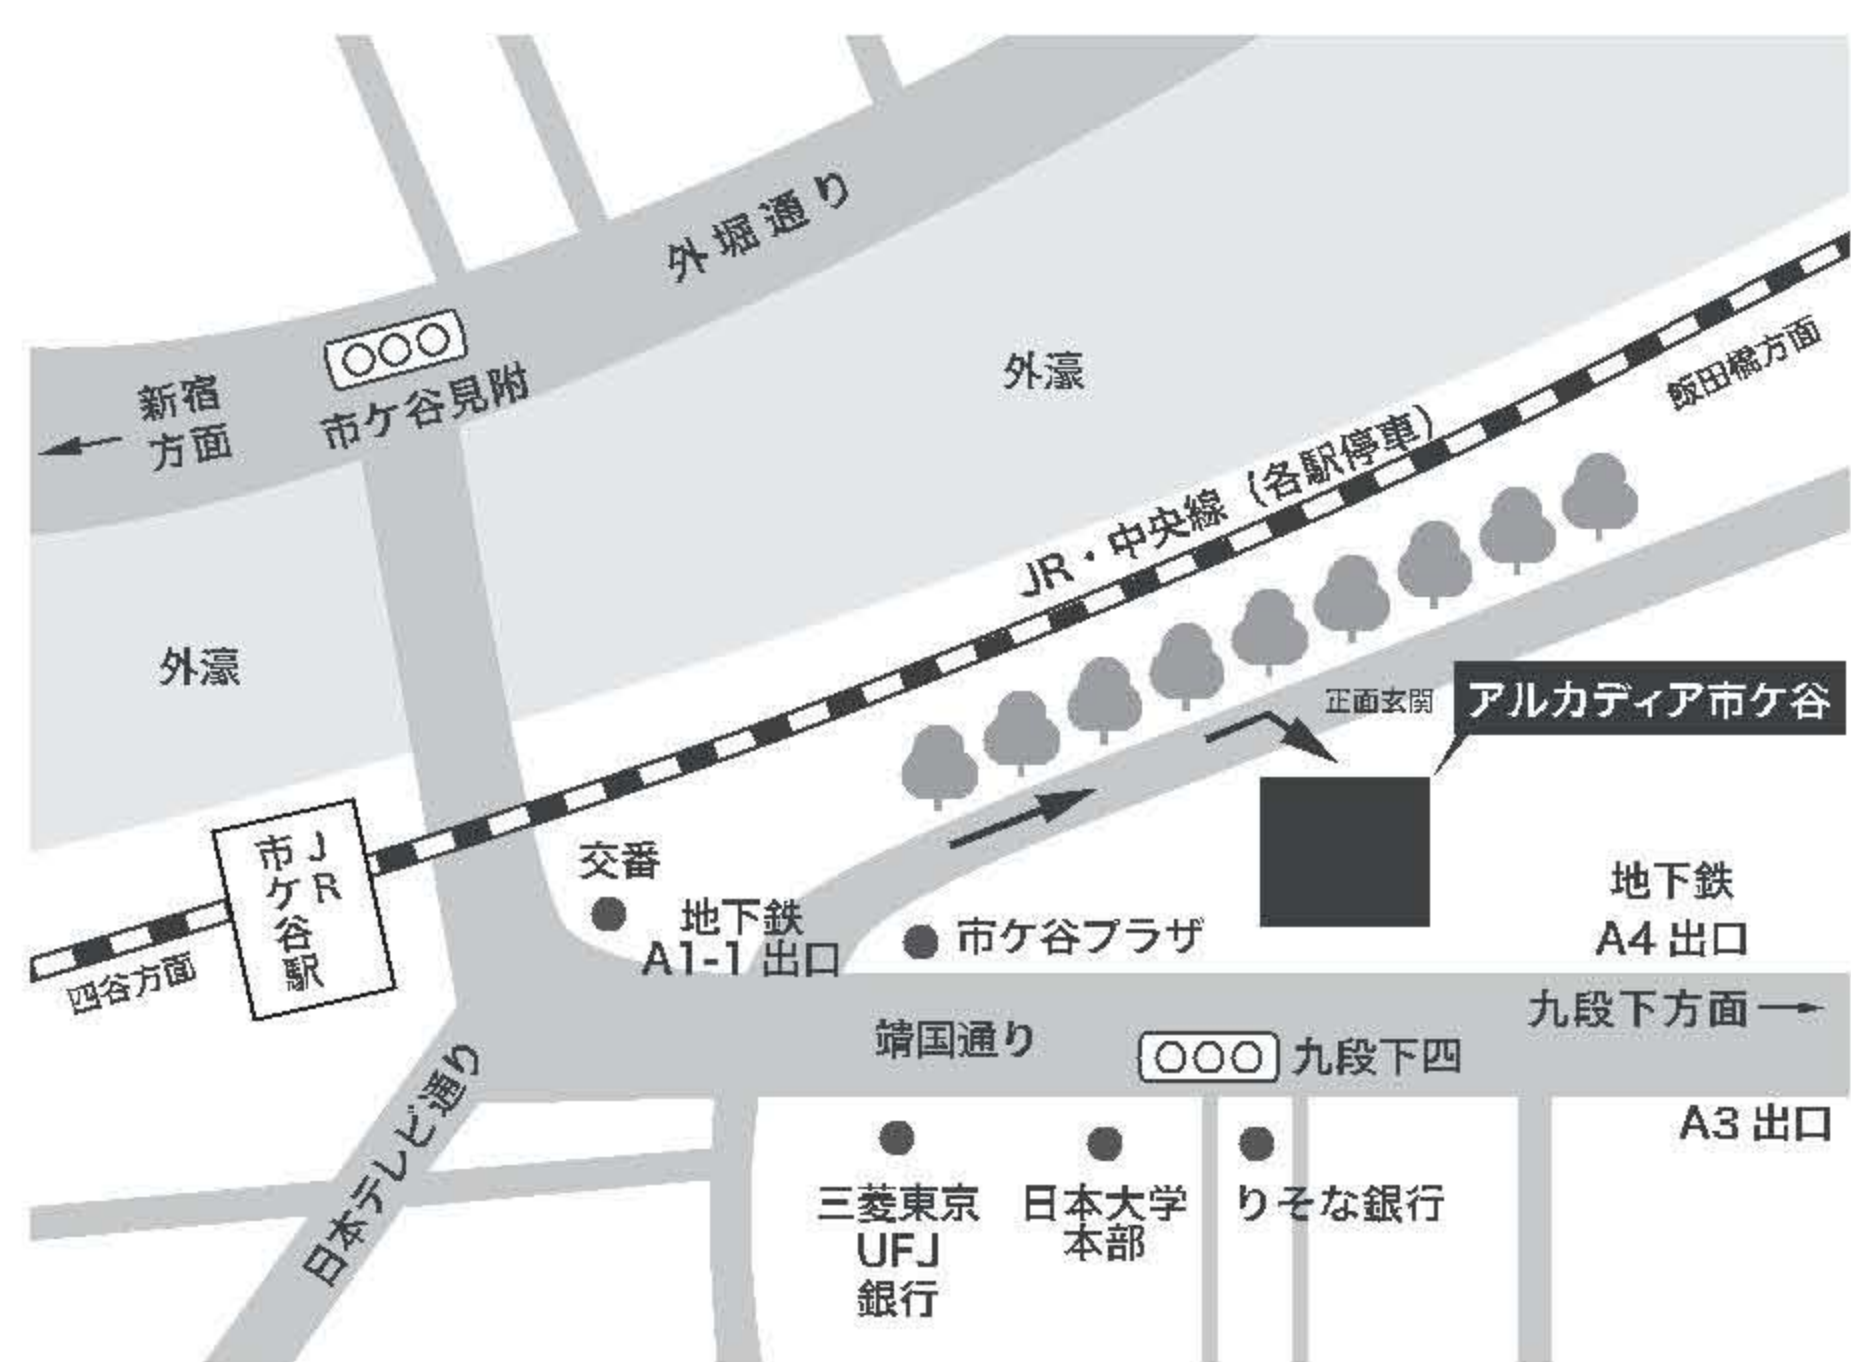 外堀通り
新宿
方面
市ケ谷見附
外濠
飯田橋方面
JR・中央線（各駅停車）
外濠
正面玄関
アルカディア市ケ谷
JR
市ケ谷駅
四谷方面
交番
地下鉄
A1-1 出口
市ケ谷プラザ
地下鉄
A4 出口
九段下方面
靖国通り
九段下四
A3 出口
日本テレビ通り
三菱東京
UFJ
銀行
日本大学
本部
りそな銀行